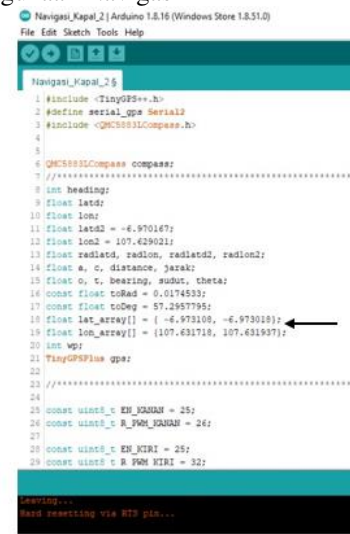 Navigasi_Kapal_2 | Arduino 1.8.16 (Windows Store 1.8.51.0)
File Edit Sketch Tools Help
Navigasi_Kapal_2 §
1 #include <TinyGPS++.h>
2 #define serial_gps Serial2
3 #include <QMC5883LCompass.h>
4
5
6 QMC5883LCompass compass;
7 //**********************************************
8 int heading;
9 float latd;
10 float lon;
11 float latd2 = -6.970167;
12 float lon2 = 107.629021;
13 float radlatd, radlon, radlatd2, radlon2;
14 float a, c, distance, jarak;
15 float o, t, bearing, sudut, theta;
16 const float toRad = 0.0174533;
17 const float toDeg = 57.2957795;
18 float lat_array[] = { -6.973108, -6.973018};
19 float lon_array[] = {107.631718, 107.631937};
20 int wp;
21 TinyGPSPlus gps;
22
23 //**********************************************
24
25 const uint8_t EN_KANAN = 25;
26 const uint8_t R_PWM_KANAN = 26;
27
28 const uint8_t EN_KIRI = 25;
29 const uint8_t R_PWM_KIRI = 32;
Leaving...
Hard resetting via RTS pin...